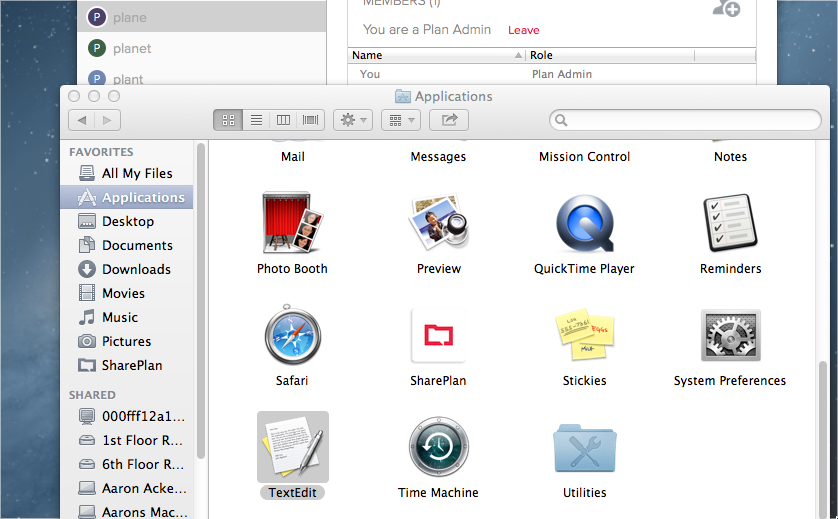 MEMBERS (1)
P plane
You are a Plan Admin Leave
P planet
Name Role
P plant
You Plan Admin
Applications
FAVORITES
All My Files
Applications
Desktop
Documents
Downloads
Movies
Music
Pictures
SharePlan
SHARED
000fff12a1...
1st Floor R...
6th Floor R...
Aaron Acke...
Aarons Mac...
Mail Messages Mission Control Notes
Photo Booth Preview QuickTime Player Reminders
Safari SharePlan Stickies System Preferences
TextEdit Time Machine Utilities